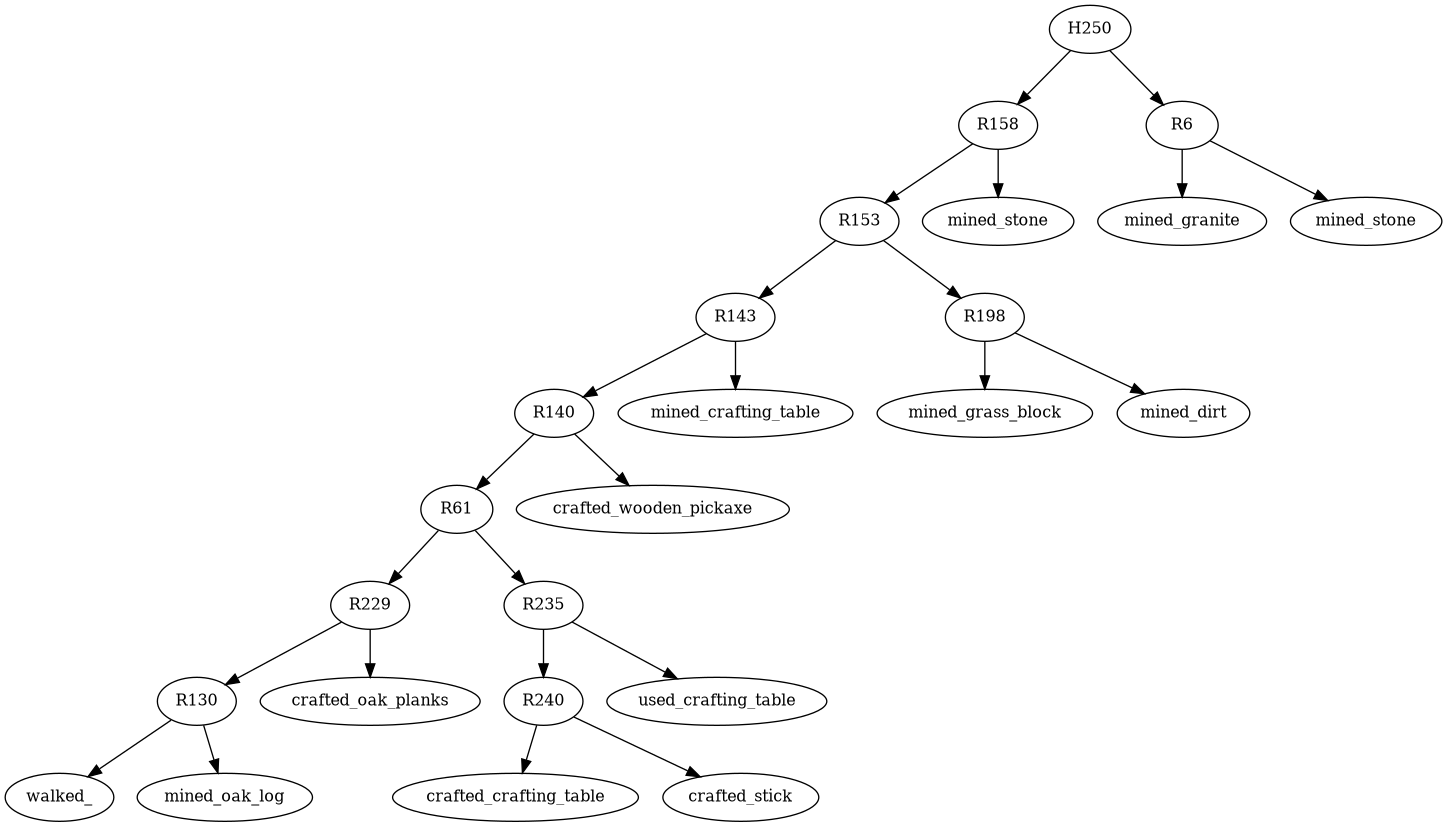 H250
R158
R6
R153
mined_stone
mined_granite
mined_stone
R143
R198
R140
mined_crafting_table
mined_grass_block
mined_dirt
R61
crafted_wooden_pickaxe
R229
R235
R130
crafted_oak_planks
R240
used_crafting_table
walked_
mined_oak_log
crafted_crafting_table
crafted_stick